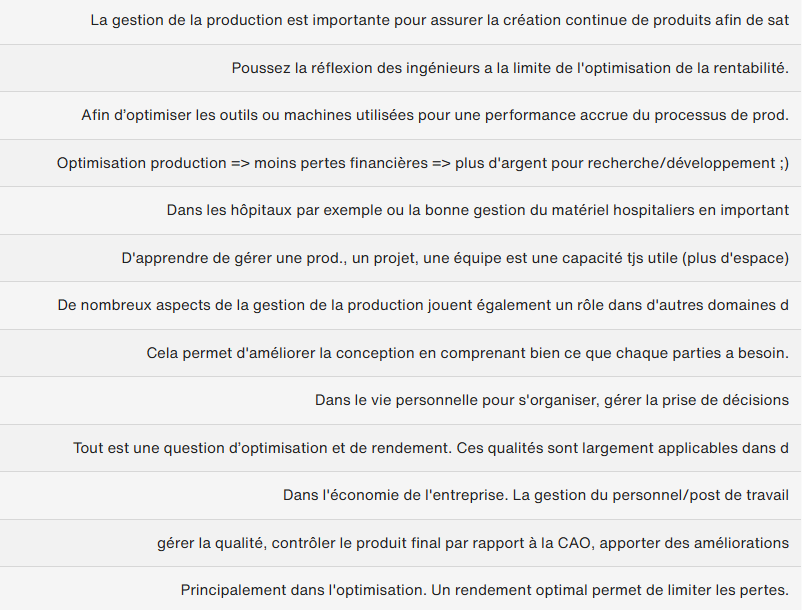 La gestion de la production est importante pour assurer la création continue de produits afin de sat
Poussez la réflexion des ingénieurs a la limite de l'optimisation de la rentabilité.
Afin d’optimiser les outils ou machines utilisées pour une performance accrue du processus de prod.
Optimisation production => moins pertes financières => plus d'argent pour recherche/développement ;)
Dans les hôpitaux par exemple ou la bonne gestion du matériel hospitaliers en important
D'apprendre de gérer une prod., un projet, une équipe est une capacité tjs utile (plus d'espace)
De nombreux aspects de la gestion de la production jouent également un rôle dans d'autres domaines d
Cela permet d'améliorer la conception en comprenant bien ce que chaque parties a besoin.
Dans le vie personnelle pour s'organiser, gérer la prise de décisions
Tout est une question d’optimisation et de rendement. Ces qualités sont largement applicables dans d
Dans l'économie de l'entreprise. La gestion du personnel/post de travail
gérer la qualité, contrôler le produit final par rapport à la CAO, apporter des améliorations
Principalement dans l'optimisation. Un rendement optimal permet de limiter les pertes.